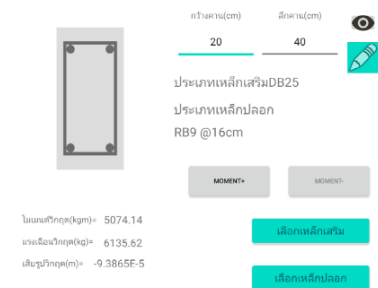 กว้างคาน(cm) ลึกคาน(cm)
20 40
ประเภทเหล็กเสริมDB25
ประเภทเหล็กปลอก
RB9 @16cm
MOMENT+ MOMENT-
โมเมนต์วิกฤต(kgm)= 5074.14
แรงเฉือนวิกฤต(kg)= 6135.62
เสียรูปวิกฤต(m)= -9.3865E-5
เลือกเหล็กเสริม
เลือกเหล็กปลอก